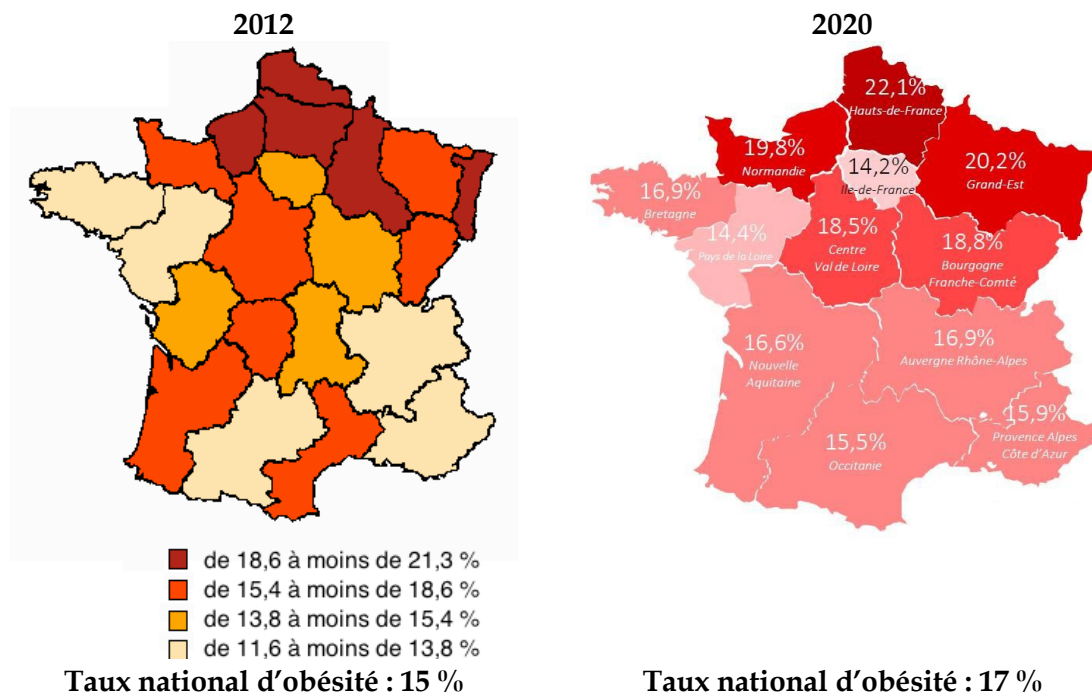 2012
de 18,6 à moins de 21,3 %
de 15,4 à moins de 18,6 %
de 13,8 à moins de 15,4 %
de 11,6 à moins de 13,8 %
Taux national d'obésité : 15 %
2020
22,1%
Hauts-de-France
19,8%
Normandie
14,2%
Ile-de-France
20,2%
Grand-Est
16,9%
Bretagne
14,4%
Pays de la Loire
18,5%
Centre
Val de Loire
18,8%
Bourgogne
Franche-Comté
16,6%
Nouvelle
Aquitaine
16,9%
Auvergne Rhône-Alpes
15,5%
Occitanie
15,9%
Provence Alpes
Côte d'Azur
Taux national d'obésité : 17 %